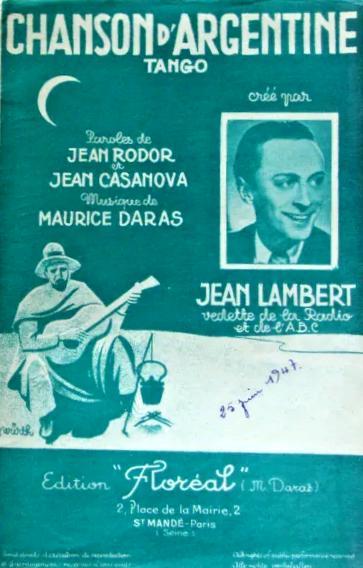 CHANSON D'ARGENTINE
TANGO
créé par
Paroles de
JEAN RODOR
et
JEAN CASANOVA
Musique de
MAURICE DARAS
JEAN LAMBERT
vedette de la Radio
et de l'A.B.C
25 juin 1947.
würth
Edition "Floréal" (M. Daras)
2, Place de la Mairie, 2
ST MANDÉ-Paris
(Seine)